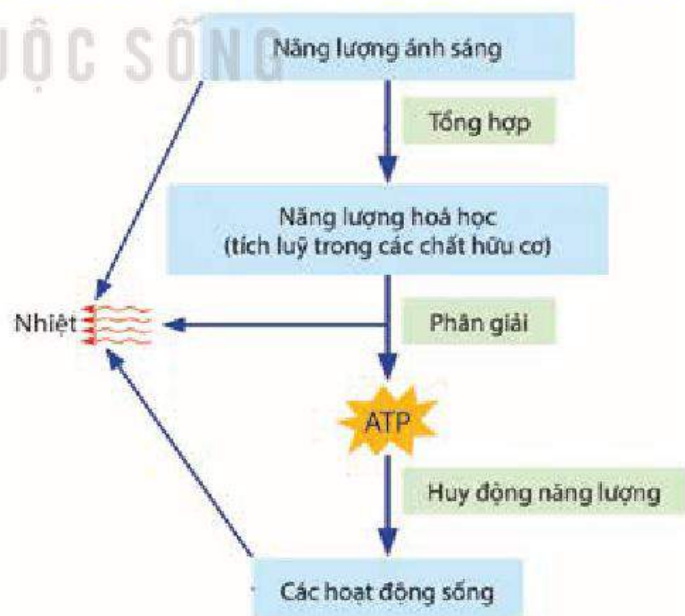 UỘC SỐNG
Năng lượng ánh sáng
Tổng hợp
Năng lượng hoá học
(tích luỹ trong các chất hữu cơ)
Nhiệt
Phân giải
ATP
Huy động năng lượng
Các hoạt động sống